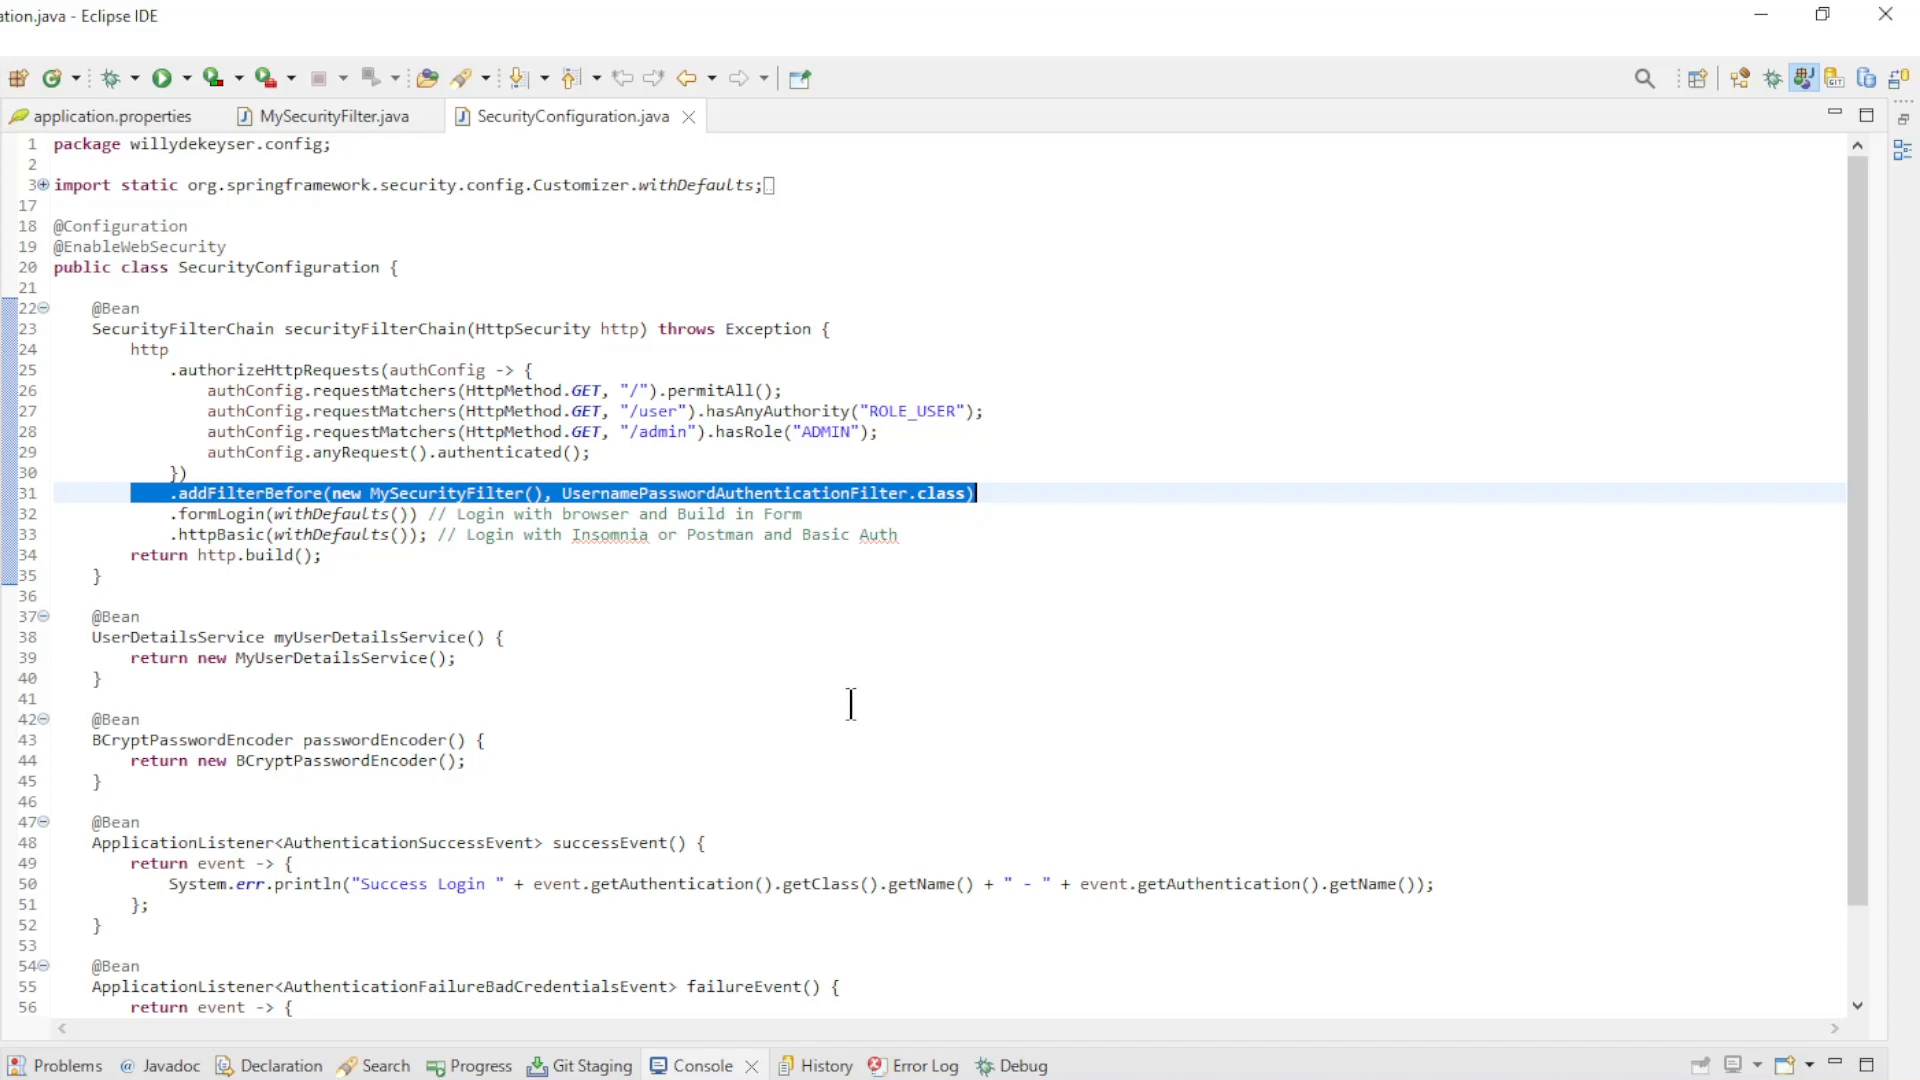 ation.java - Eclipse IDE
application.properties MySecurityFilter.java SecurityConfiguration.java
1 package willydekeyser.config;
2
3 import static org.springframework.security.config.Customizer.withDefaults;
17
18 @Configuration
19 @EnableWebSecurity
20 public class SecurityConfiguration {
21
22 @Bean
23 SecurityFilterChain securityFilterChain(HttpSecurity http) throws Exception {
24 http
25 .authorizeHttpRequests(authConfig -> {
26 authConfig.requestMatchers(HttpMethod.GET, "/").permitAll();
27 authConfig.requestMatchers(HttpMethod.GET, "/user").hasAnyAuthority("ROLE_USER");
28 authConfig.requestMatchers(HttpMethod.GET, "/admin").hasRole("ADMIN");
29 authConfig.anyRequest().authenticated();
30 })
31 .addFilterBefore(new MySecurityFilter(), UsernamePasswordAuthenticationFilter.class)
32 .formLogin(withDefaults()) // Login with browser and Build in Form
33 .httpBasic(withDefaults()); // Login with Insomnia or Postman and Basic Auth
34 return http.build();
35 }
36
37 @Bean
38 UserDetailsService myUserDetailsService() {
39 return new MyUserDetailsService();
40 }
41
42 @Bean
43 BCryptPasswordEncoder passwordEncoder() {
44 return new BCryptPasswordEncoder();
45 }
46
47 @Bean
48 ApplicationListener<AuthenticationSuccessEvent> successEvent() {
49 return event -> {
50 System.err.println("Success Login " + event.getAuthentication().getClass().getName() + " - " + event.getAuthentication().getName());
51 };
52 }
53
54 @Bean
55 ApplicationListener<AuthenticationFailureBadCredentialsEvent> failureEvent() {
56 return event -> {
Problems Javadoc Declaration Search Progress Git Staging Console History Error Log Debug